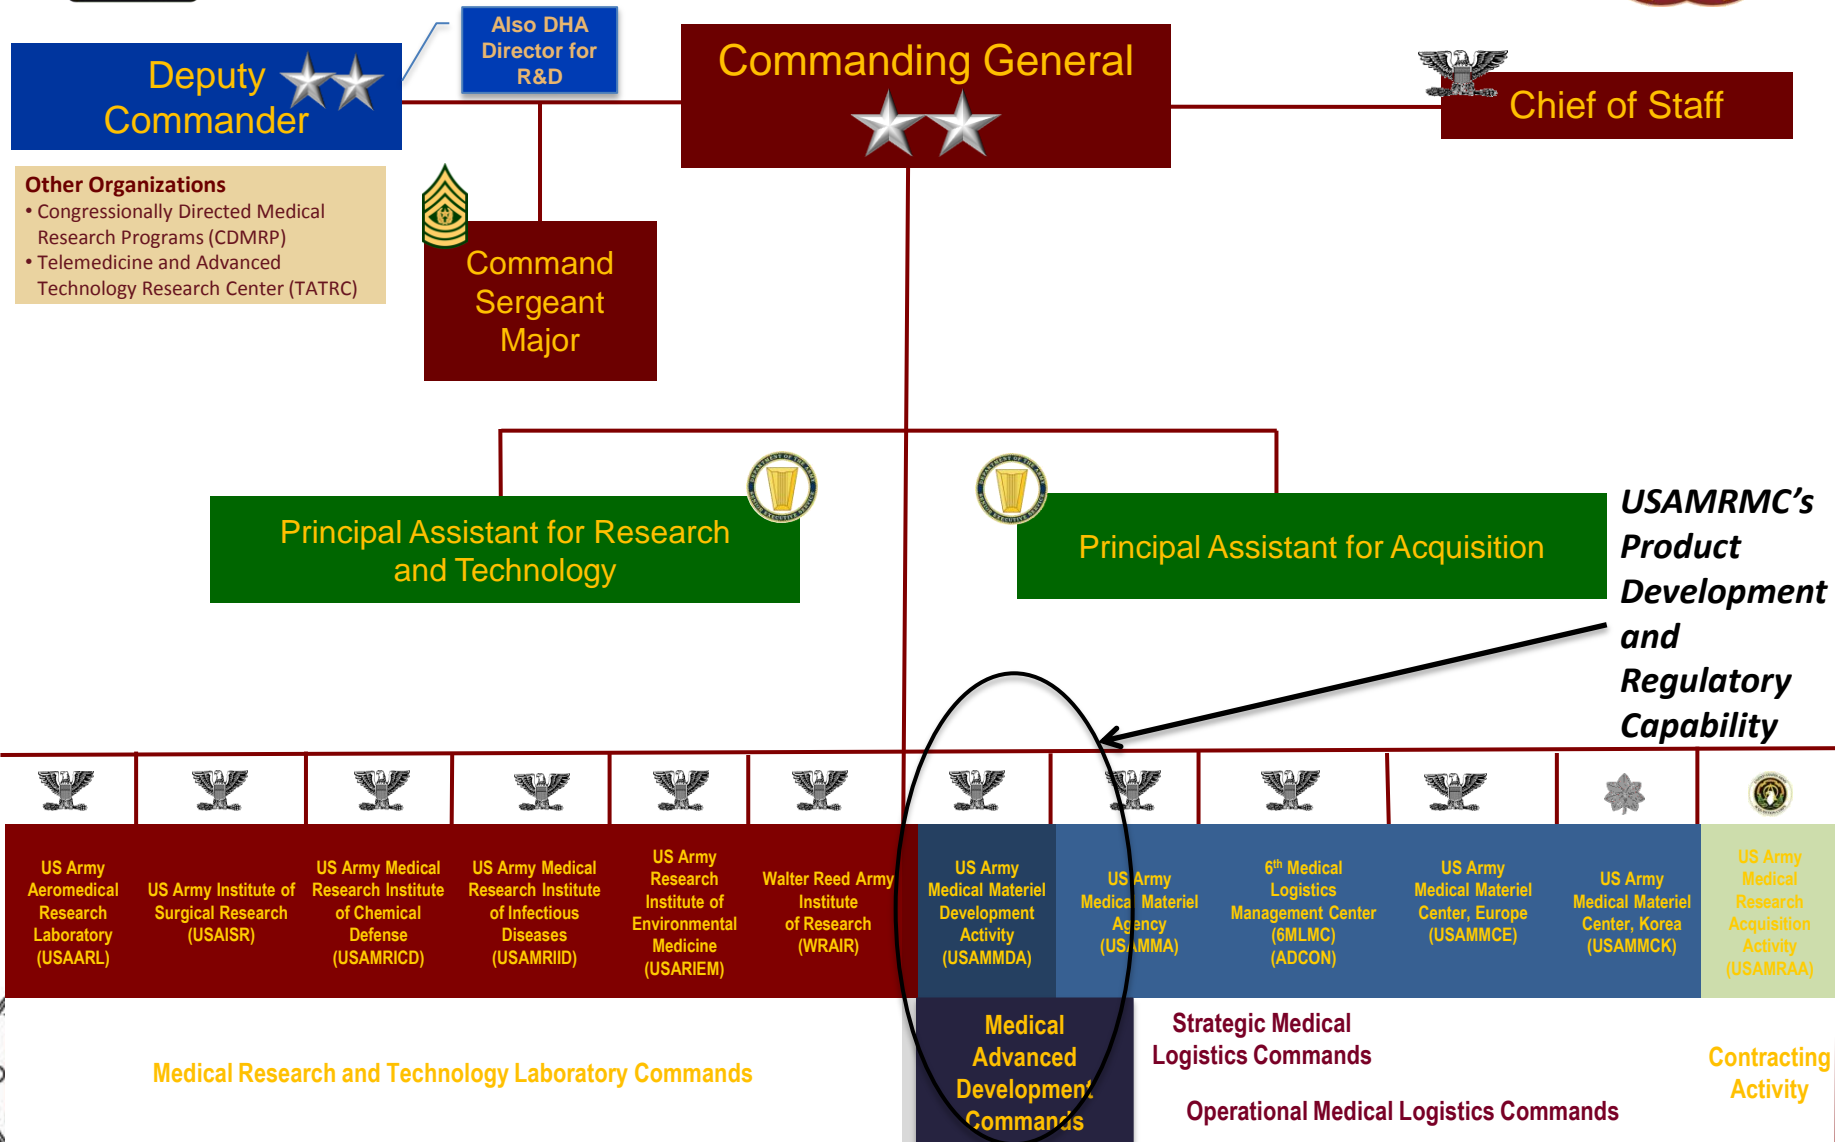 Also DHA
Director for
R&D
Deputy
Commander
Commanding General
Chief of Staff
Other Organizations
• Congressionally Directed Medical
Research Programs (CDMRP)
• Telemedicine and Advanced
Technology Research Center (TATRC)
Command
Sergeant
Major
Principal Assistant for Research
and Technology
Principal Assistant for Acquisition
USAMRMC’s
Product
Development
and
Regulatory
Capability
US Army
Aeromedical
Research
Laboratory
(USAARL)
US Army Institute of
Surgical Research
(USAISR)
US Army Medical
Research Institute
of Chemical
Defense
(USAMRICD)
US Army Medical
Research Institute
of Infectious
Diseases
(USAMRIID)
US Army
Research
Institute of
Environmental
Medicine
(USARIEM)
Walter Reed Army
Institute
of Research
(WRAIR)
US Army
Medical Materiel
Development
Activity
(USAMMDA)
US Army
Medical Materiel
Agency
(USAMMA)
6th Medical
Logistics
Management Center
(6MLMC)
(ADCON)
US Army
Medical Materiel
Center, Europe
(USAMMCE)
US Army
Medical Materiel
Center, Korea
(USAMMCK)
US Army
Medical
Research
Acquisition
Activity
(USAMRAA)
Medical Research and Technology Laboratory Commands
Medical
Advanced
Development
Commands
Strategic Medical
Logistics Commands
Operational Medical Logistics Commands
Contracting
Activity